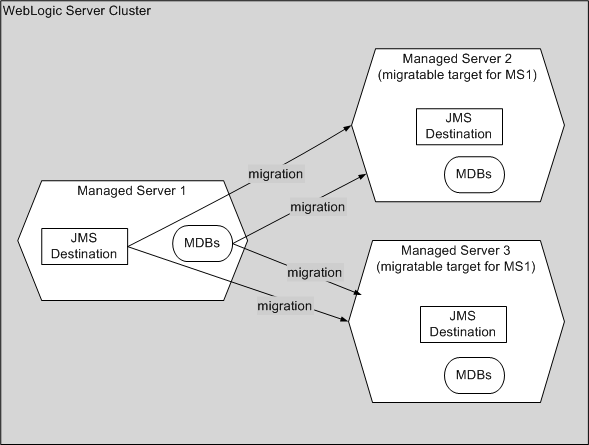 WebLogic Server Cluster
Managed Server 2
(migratable target for MS1)
JMS
Destination
MDBs
migration
migration
Managed Server 1
JMS
Destination
MDBs
migration
migration
Managed Server 3
(migratable target for MS1)
JMS
Destination
MDBs